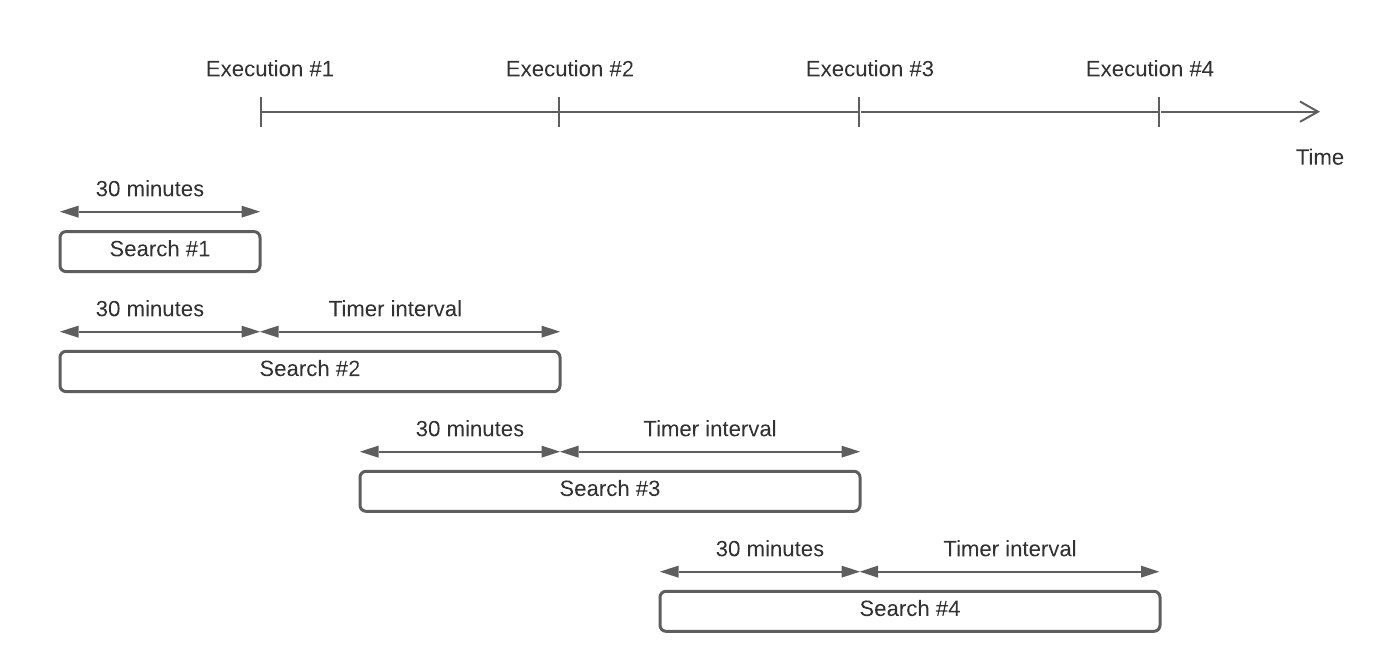 Execution #1
Execution #2
Execution #3
Execution #4
Time
30 minutes
Search #1
30 minutes
Timer interval
Search #2
30 minutes
Timer interval
Search #3
30 minutes
Timer interval
Search #4